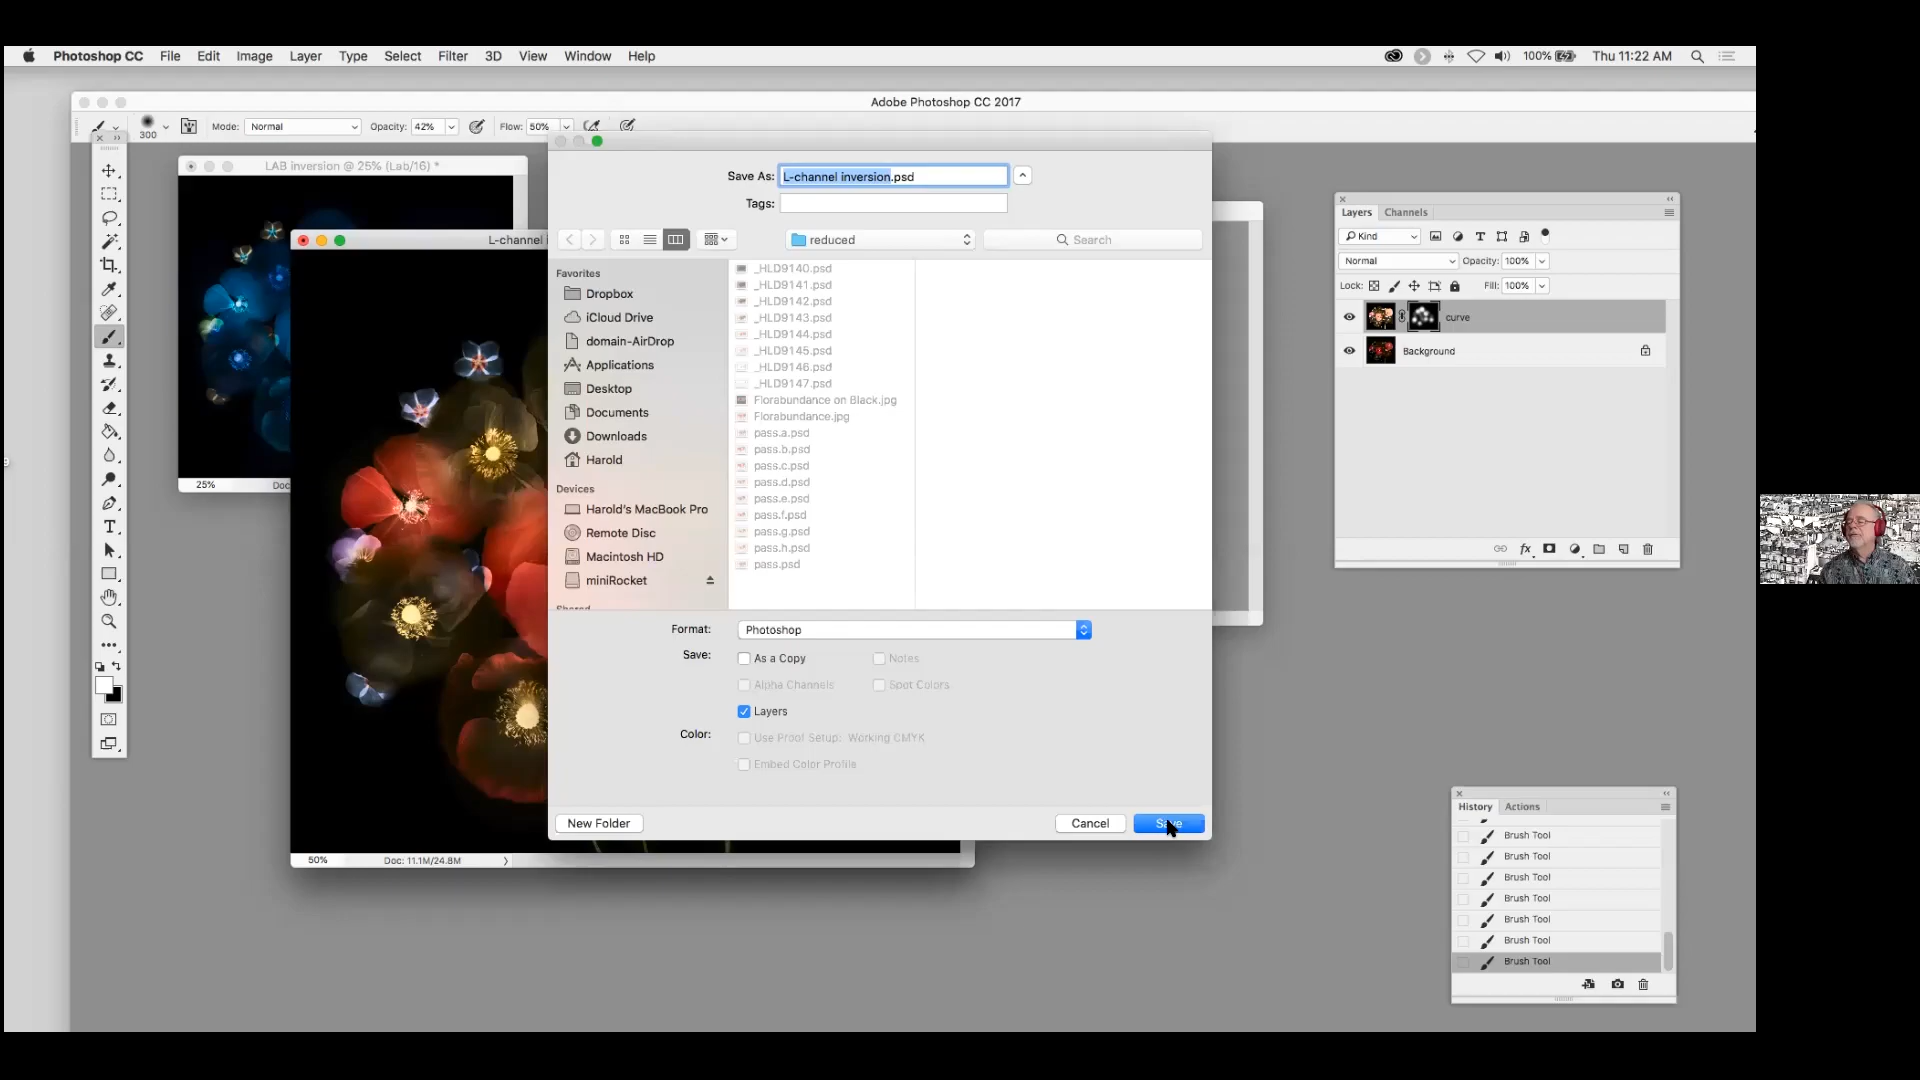 Photoshop CC File Edit Image Layer Type Select Filter 3D View Window Help 100% Thu 11:22 AM
Adobe Photoshop CC 2017
300 Mode: Normal Opacity: 42% Flow: 50%
LAB inversion @ 25% (Lab/16) *
25% Doc
L-channel i
50% Doc: 11.1M/24.8M
Save As: L-channel inversion.psd
Tags:
reduced Search
Favorites
Dropbox
iCloud Drive
domain-AirDrop
Applications
Desktop
Documents
Downloads
Harold
Devices
Harold's MacBook Pro
Remote Disc
Macintosh HD
miniRocket
Shared
_HLD9140.psd
_HLD9141.psd
_HLD9142.psd
_HLD9143.psd
_HLD9144.psd
_HLD9145.psd
_HLD9146.psd
_HLD9147.psd
Florabundance on Black.jpg
Florabundance.jpg
pass.a.psd
pass.b.psd
pass.c.psd
pass.d.psd
pass.e.psd
pass.f.psd
pass.g.psd
pass.h.psd
pass.psd
Format: Photoshop
Save: As a Copy Notes
Alpha Channels Spot Colors
Layers
Color: Use Proof Setup: Working CMYK
Embed Color Profile
New Folder Cancel Save
Layers Channels
Kind
Normal Opacity: 100%
Lock: Fill: 100%
curve
Background
fx
History Actions
Brush Tool
Brush Tool
Brush Tool
Brush Tool
Brush Tool
Brush Tool
Brush Tool